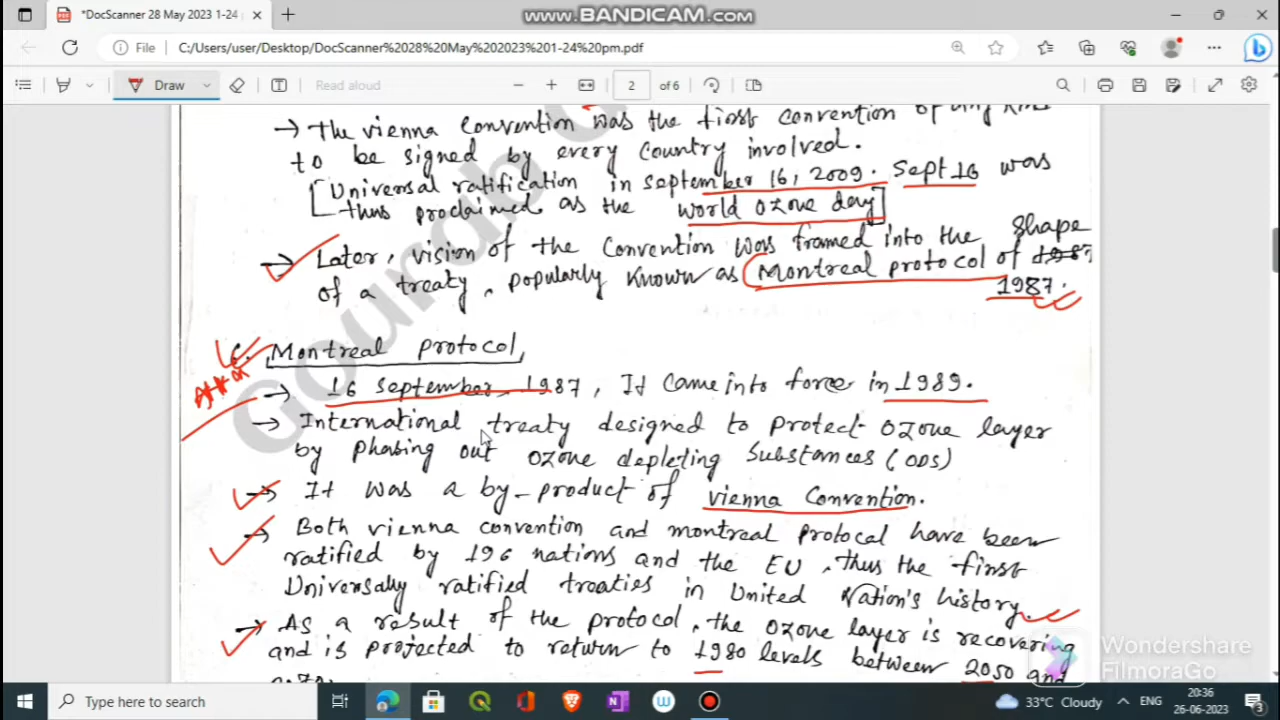 *DocScanner 28 May 2023 1-24
www.BANDICAM.com
File C:/Users/user/Desktop/DocScanner%2028%20May%202023%201-24%20pm.pdf
Draw Read aloud 2 of 6
→ The vienna Convention was the first convention of any kind
to be signed by every country involved.
[Universal ratification in september 16, 2009. Sept 16 was
thus proclaimed as the world ozone day]
→ Later, vision of the Convention was framed into the shape
of a treaty, popularly known as Montreal protocol of 1987
1987.
Gourab G
6. Montreal protocol
→ 16 september, 1987, It came into force in 1989.
→ International treaty designed to protect ozone layer
by phasing out ozone depleting substances (ODS)
→ It was a by-product of vienna Convention.
→ Both vienna convention and montreal protocal have been
ratified by 196 nations and the EU, thus the first
Universally ratified treaties in United Nation's history
→ As a result of the protocol, the ozone layer is recovering
and is projected to return to 1980 levels between 2050 and
Wondershare
FilmoraGo
Type here to search
33°C Cloudy ENG 20:36
26-06-2023 3